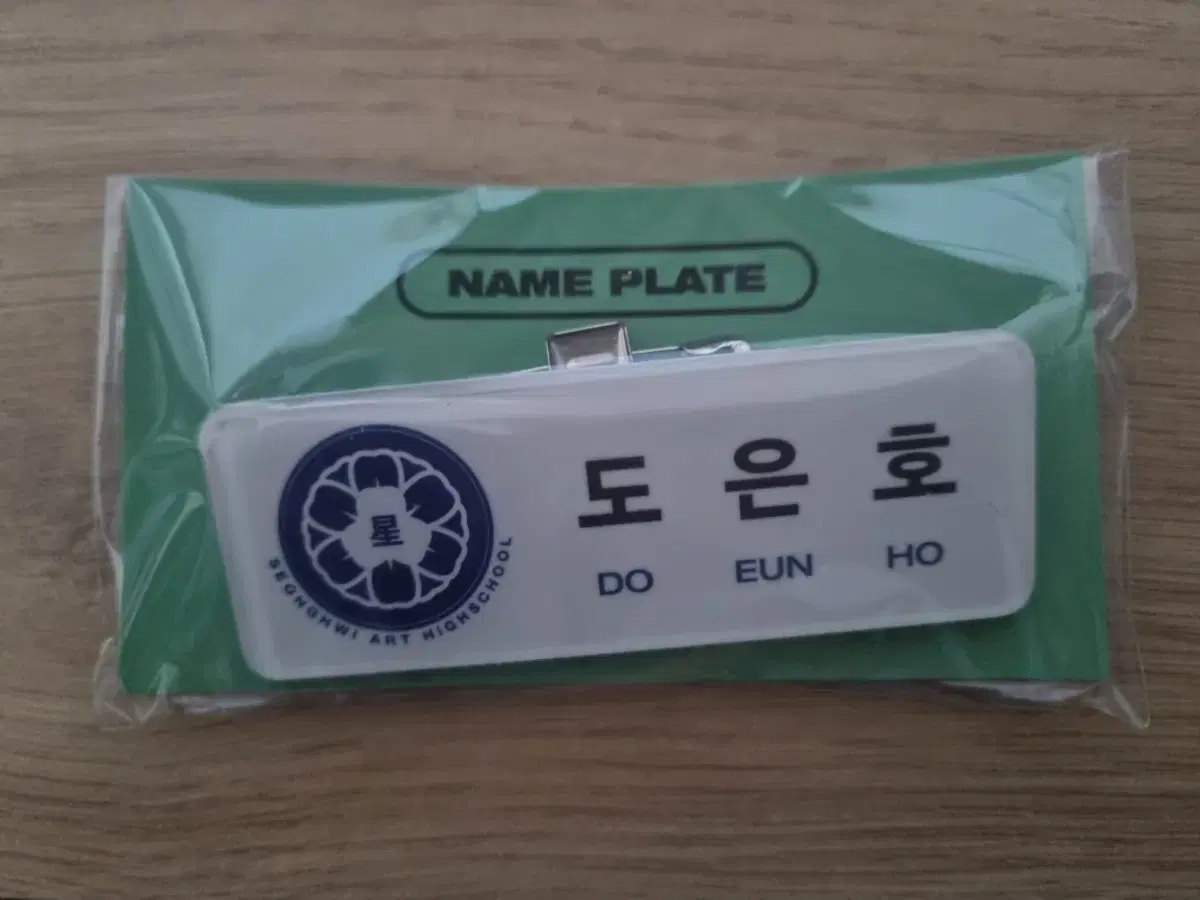 NAME PLATE
星
SEONGHWI ART HIGHSCHOOL
도 은 호
DO EUN HO